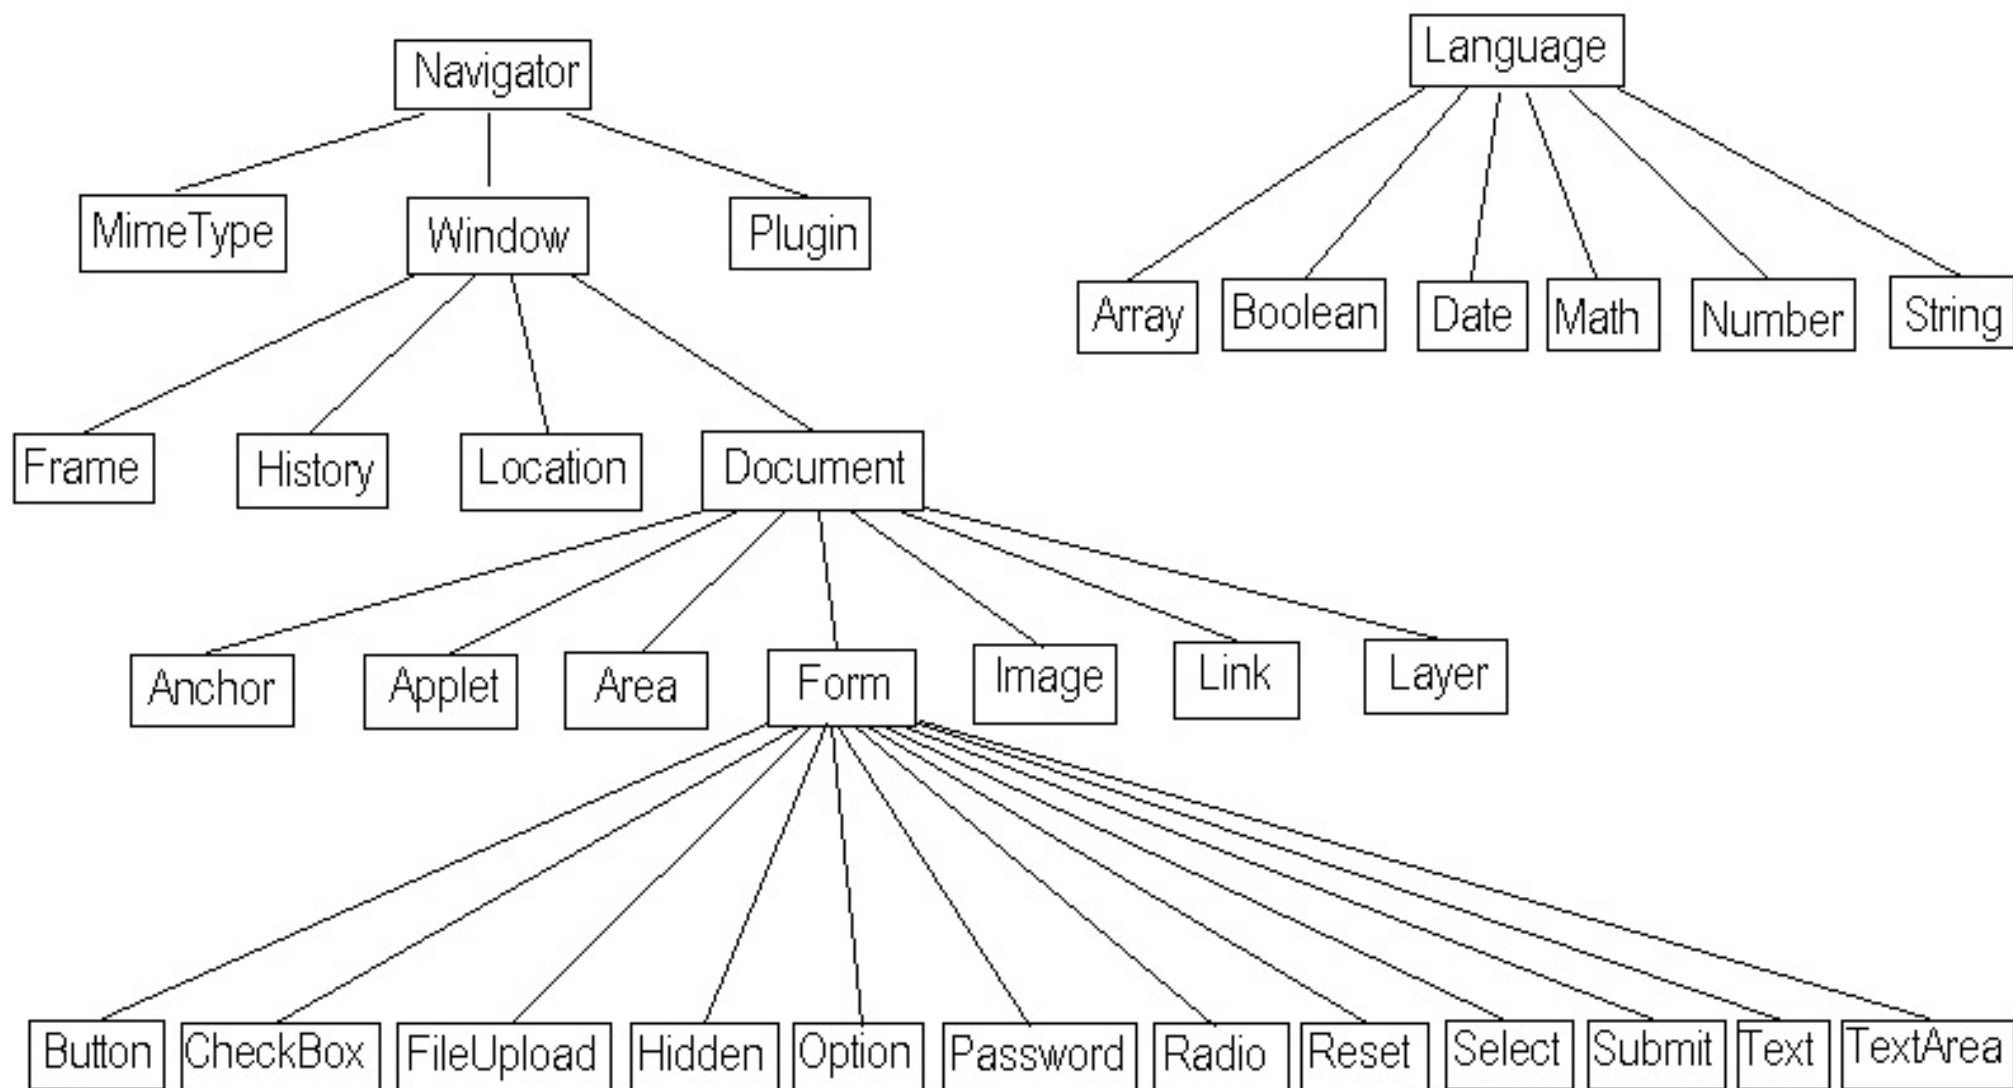 Navigator
Language
MimeType
Window
Plugin
Array
Boolean
Date
Math
Number
String
Frame
History
Location
Document
Anchor
Applet
Area
Form
Image
Link
Layer
Button
CheckBox
FileUpload
Hidden
Option
Password
Radio
Reset
Select
Submit
Text
TextArea